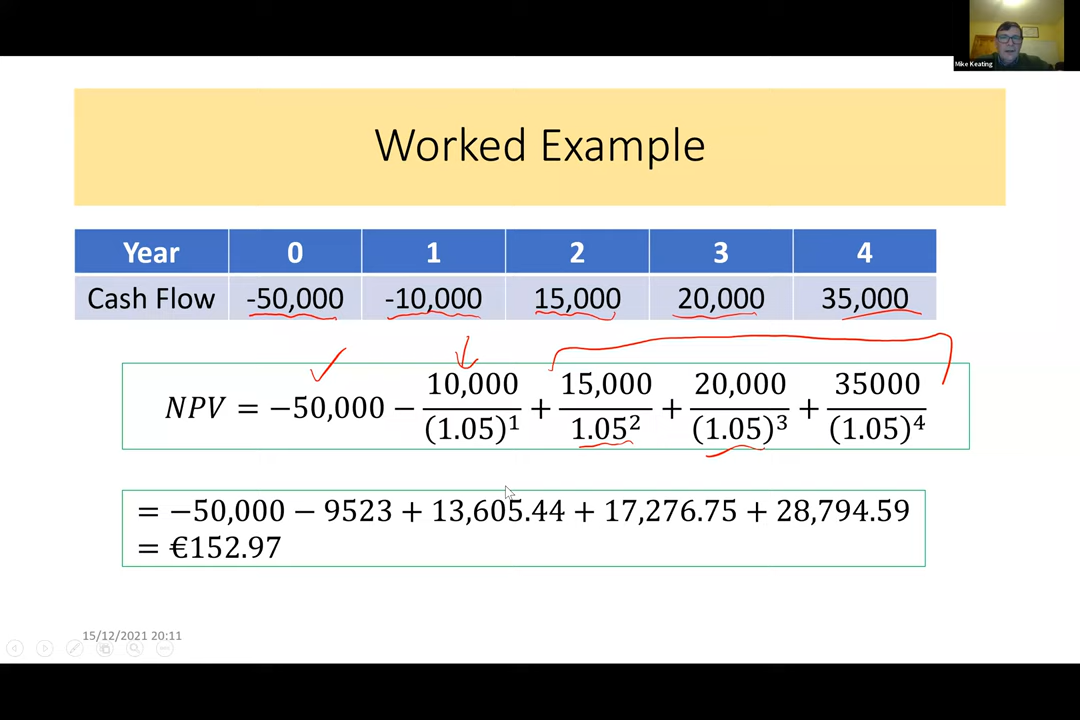 Mike Keating
Worked Example
Year 0 1 2 3 4
Cash Flow -50,000 -10,000 15,000 20,000 35,000
NPV = −50,000 − 10,000/(1.05)¹ + 15,000/1.05² + 20,000/(1.05)³ + 35000/(1.05)⁴
= −50,000 − 9523 + 13,605.44 + 17,276.75 + 28,794.59
= €152.97
15/12/2021 20:11